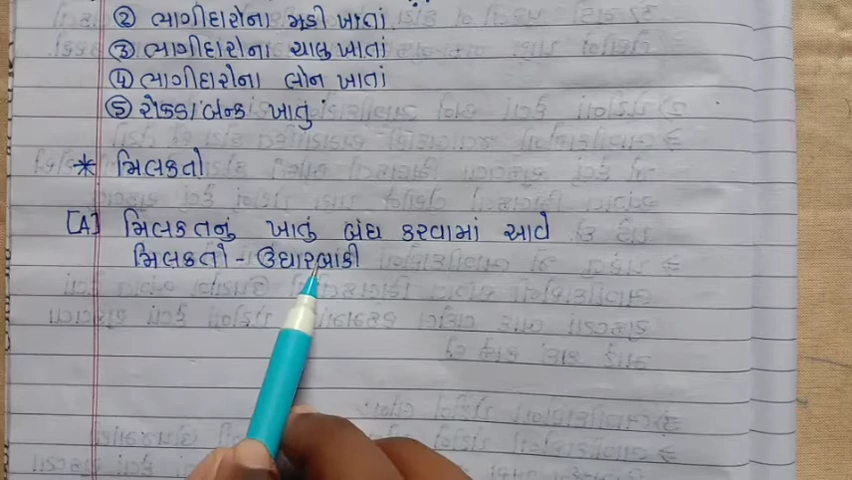 ② ભાગીદારોના મૂડી ખાતાં
③ ભાગીદારોના ચાલુ ખાતાં
④ ભાગીદારોના લોન ખાતાં
⑤ રોકડ/બેન્ક ખાતું
* મિલકતો
[A] મિલકતનું ખાતું બંધ કરવામાં આવે
મિલકતો - ઉધારબાકી